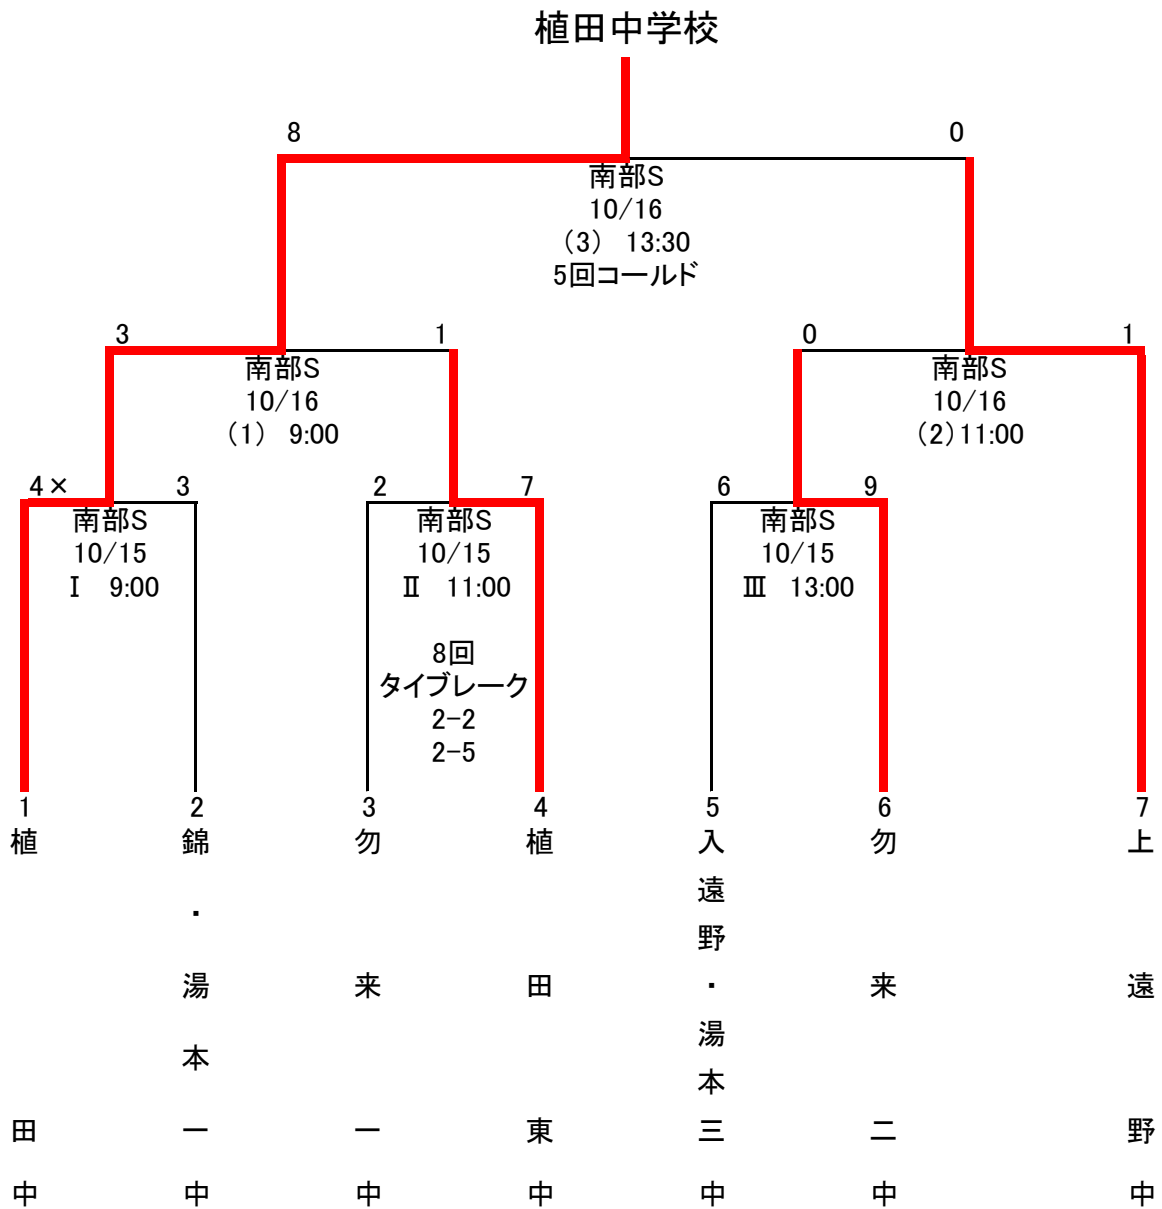 植田中学校
8
0
南部S
10/16
（3） 13:30
5回コールド
3
1
0
1
南部S
10/16
（1） 9:00
南部S
10/16
（2）11:00
4×
3
2
7
6
9
南部S
10/15
Ⅰ 9:00
南部S
10/15
Ⅱ 11:00
8回
タイブレーク
2-2
2-5
南部S
10/15
Ⅲ 13:00
1
植田中
2
錦・湯本一中
3
勿来一中
4
植田東中
5
入遠野・湯本三中
6
勿来二中
7
上遠野中